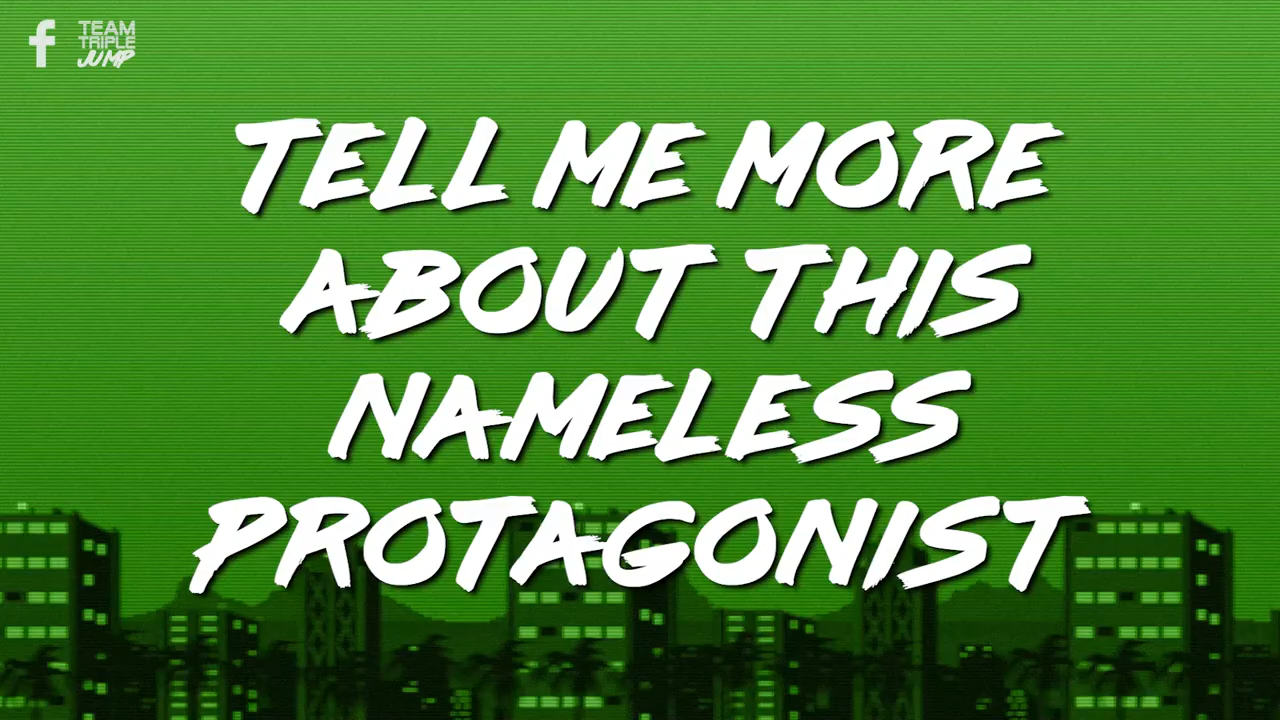 f TEAM
TRIPLE
JUMP
TELL ME MORE
ABOUT THIS
NAMELESS
PROTAGONIST